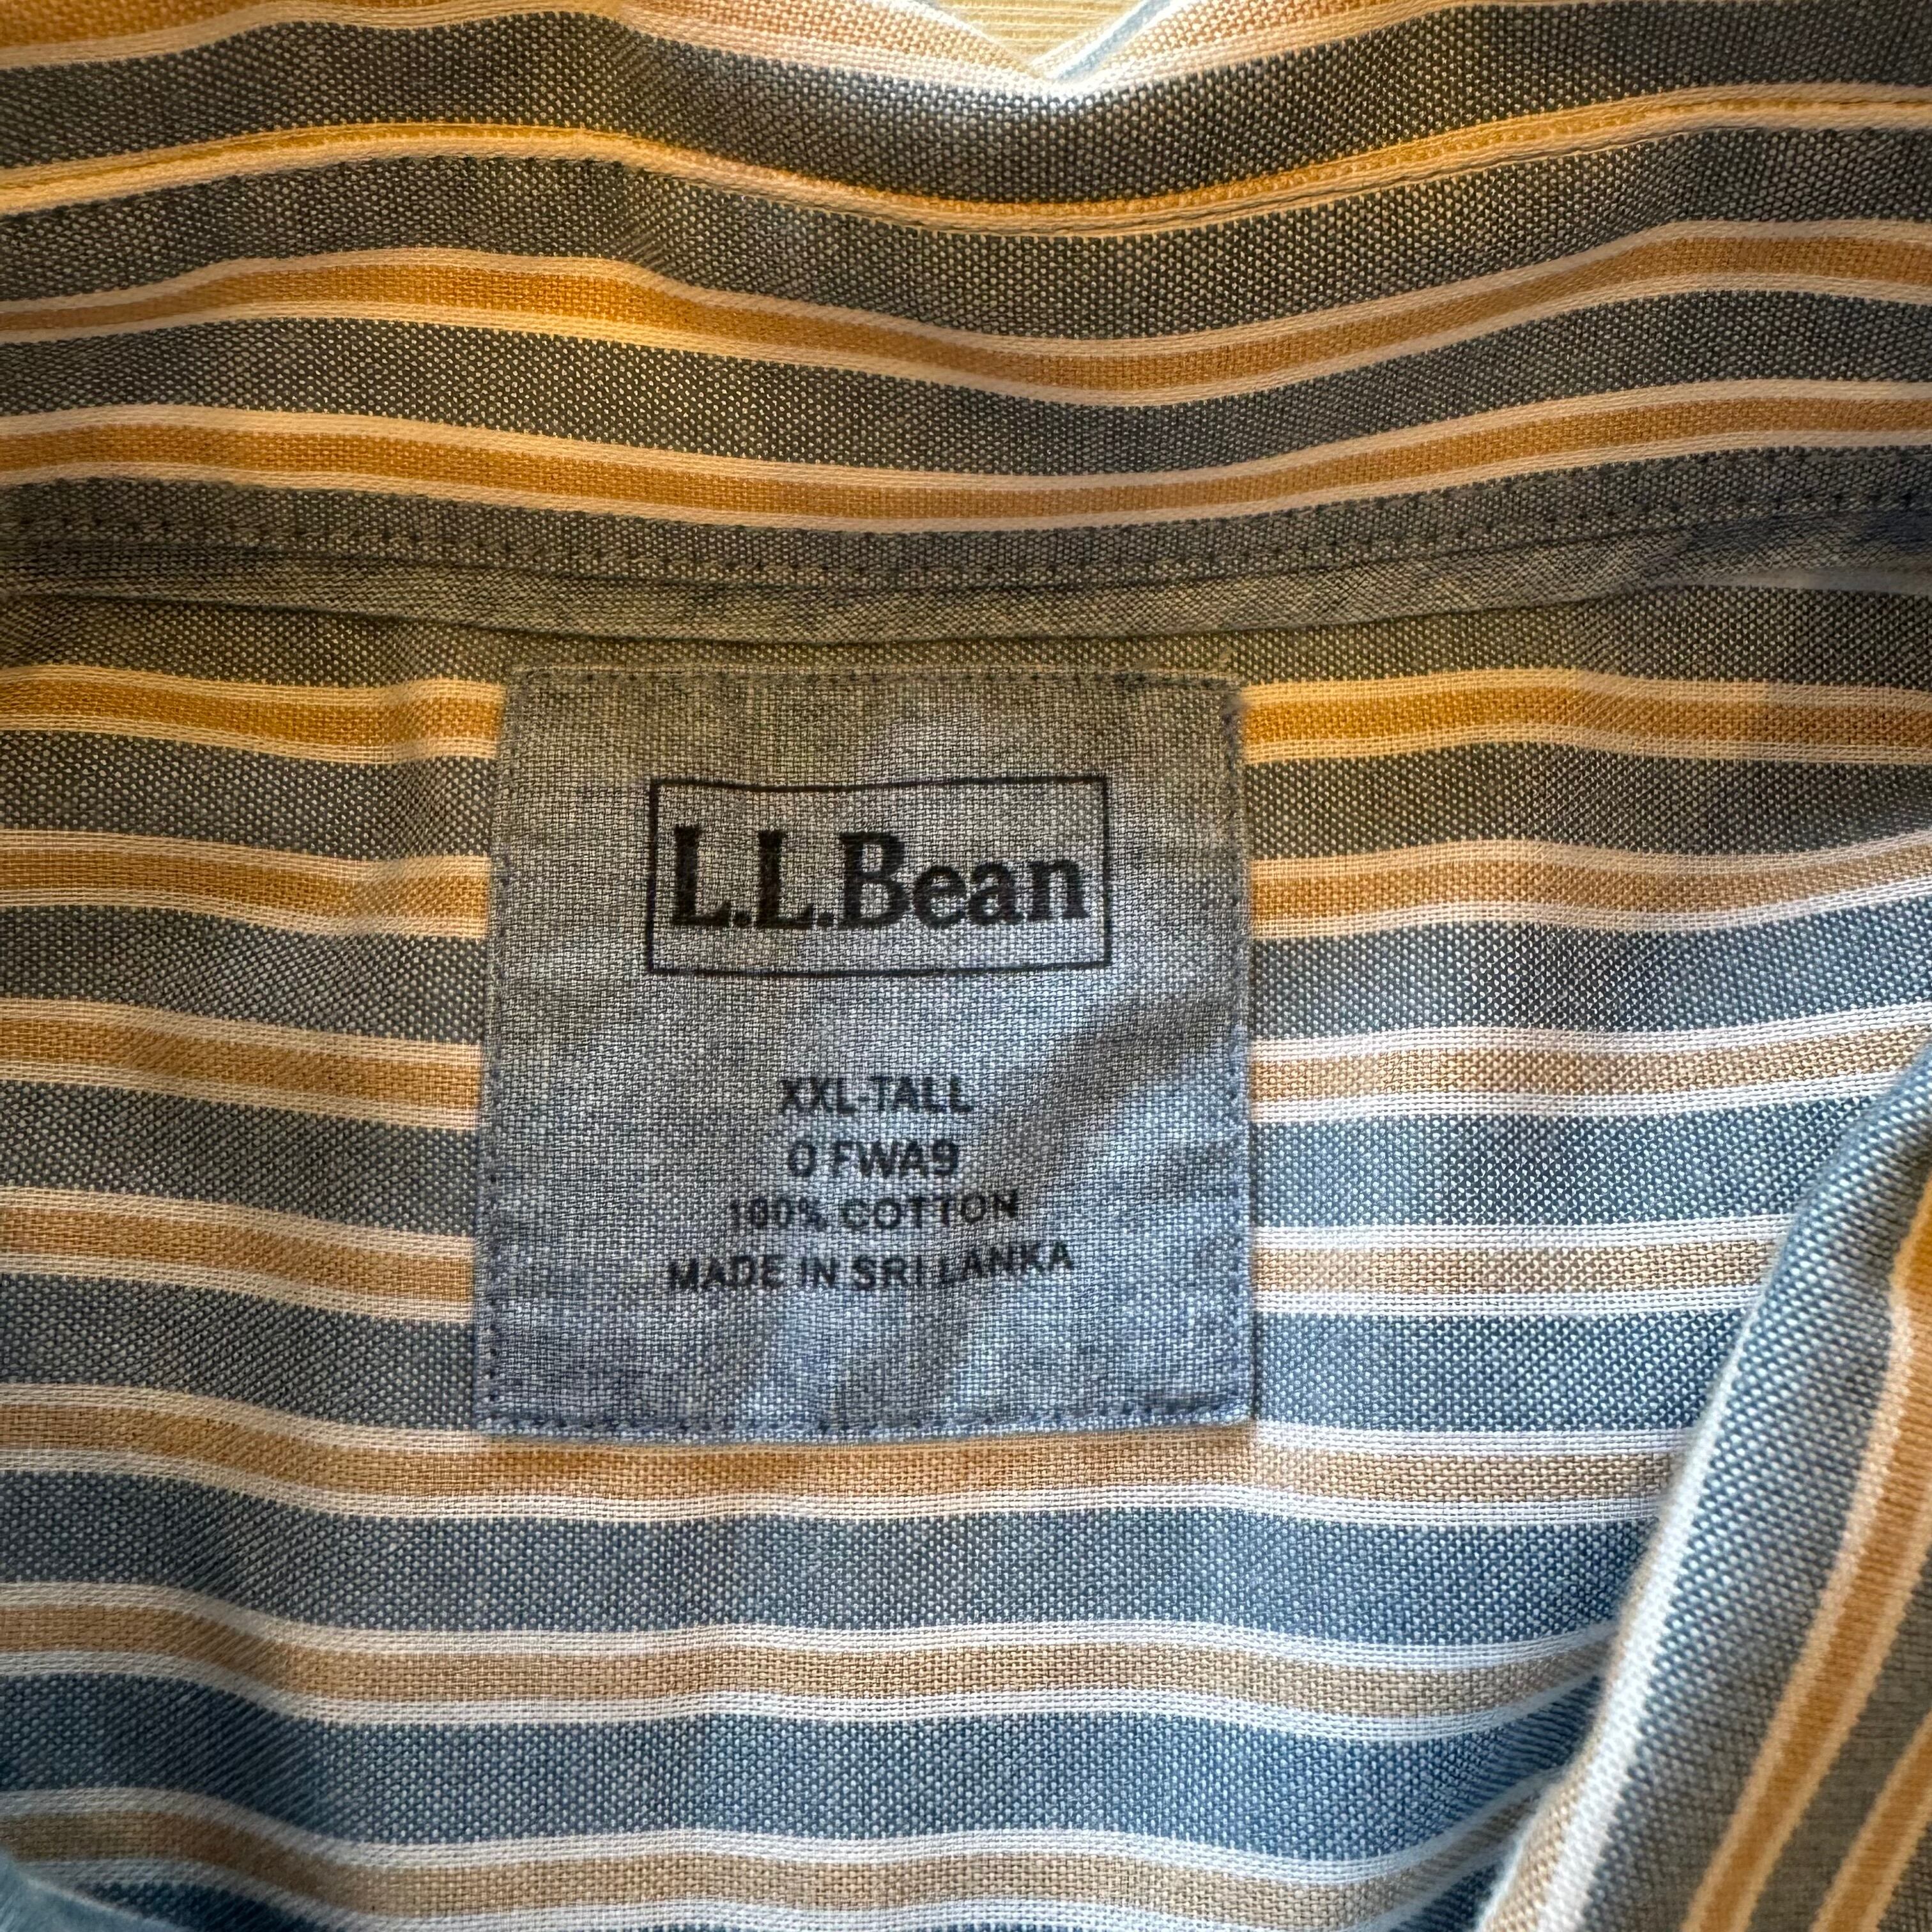 L.L.Bean
XXL-TALL
0 FWA9
100% COTTON
MADE IN SRI LANKA